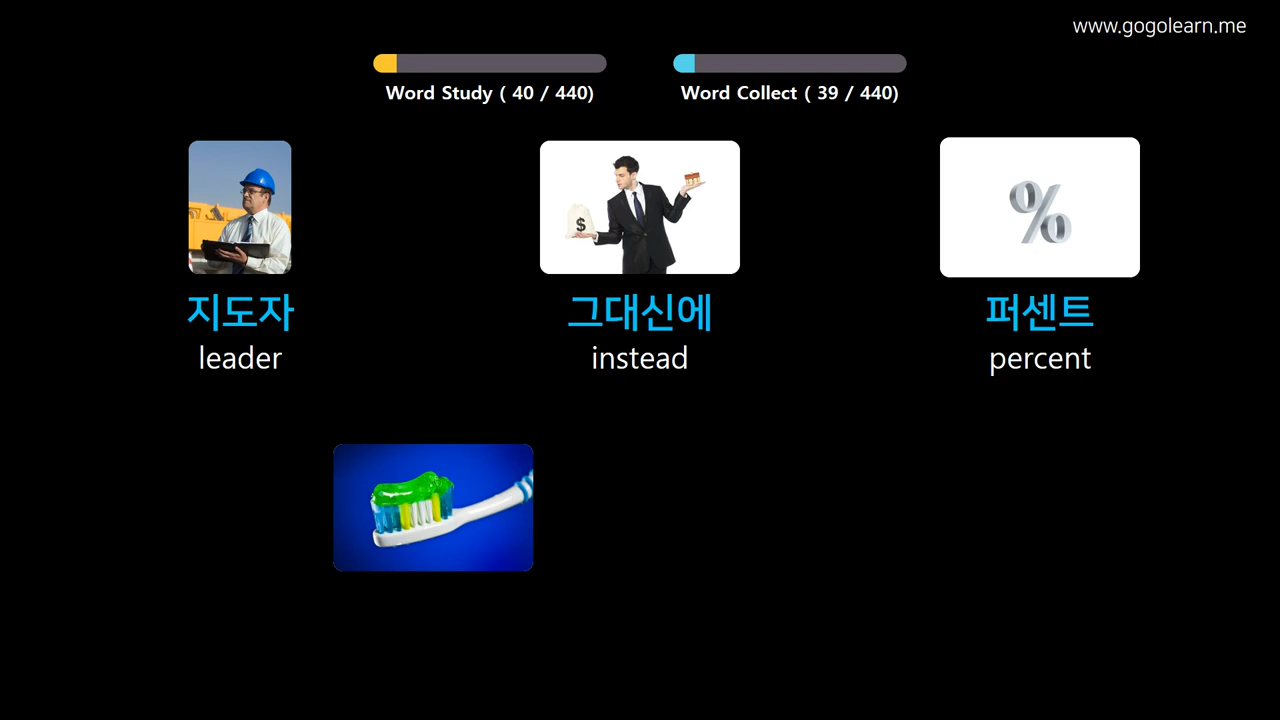 www.gogolearn.me
Word Study ( 40 / 440)
Word Collect ( 39 / 440)
지도자
leader
그대신에
instead
퍼센트
percent